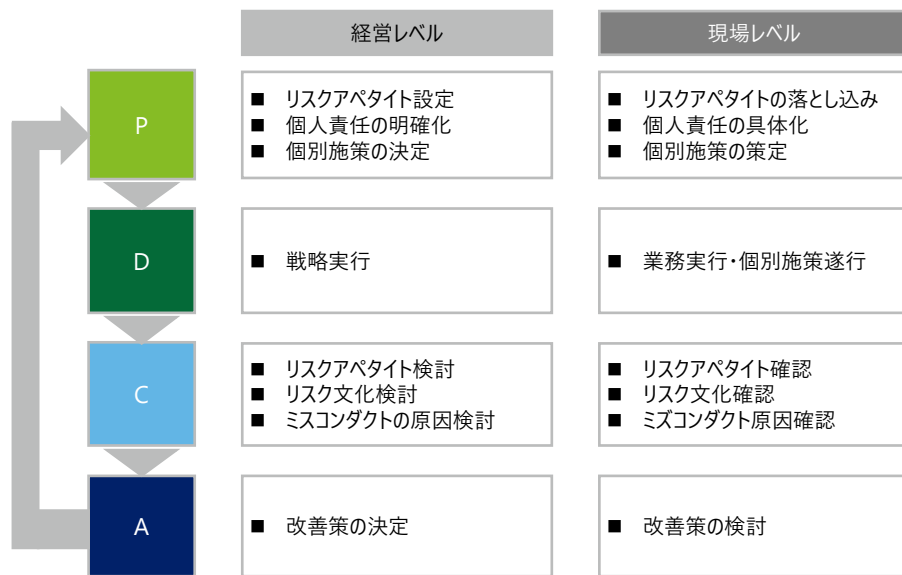 経営レベル
現場レベル
P
■ リスクアペタイト設定
■ 個人責任の明確化
■ 個別施策の決定
■ リスクアペタイトの落とし込み
■ 個人責任の具体化
■ 個別施策の策定
D
■ 戦略実行
■ 業務実行・個別施策遂行
C
■ リスクアペタイト検討
■ リスク文化検討
■ ミスコンダクトの原因検討
■ リスクアペタイト確認
■ リスク文化確認
■ ミズコンダクト原因確認
A
■ 改善策の決定
■ 改善策の検討